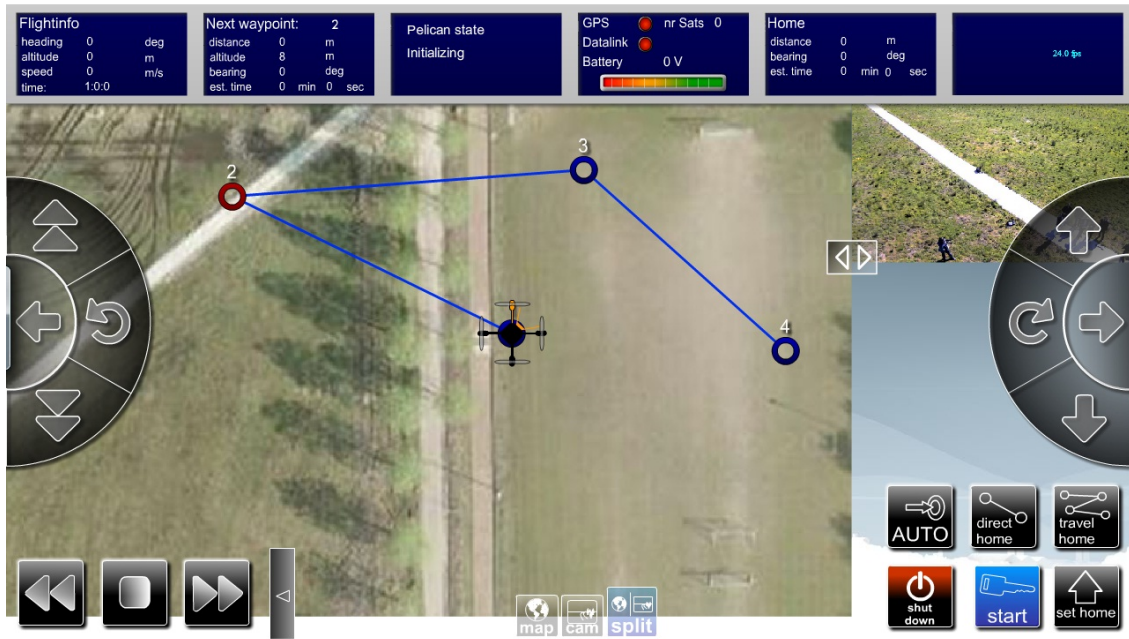 Flightinfo
heading 0 deg
altitude 0 m
speed 0 m/s
time: 1:0:0
Next waypoint: 2
distance 0 m
altitude 8 m
bearing 0 deg
est. time 0 min 0 sec
Pelican state
Initializing
GPS nr Sats 0
Datalink
Battery 0 V
Home
distance 0 m
bearing 0 deg
est. time 0 min 0 sec
24.0 fps
2
3
4
AUTO
direct
home
travel
home
shut
down
start
set home
map
cam
split